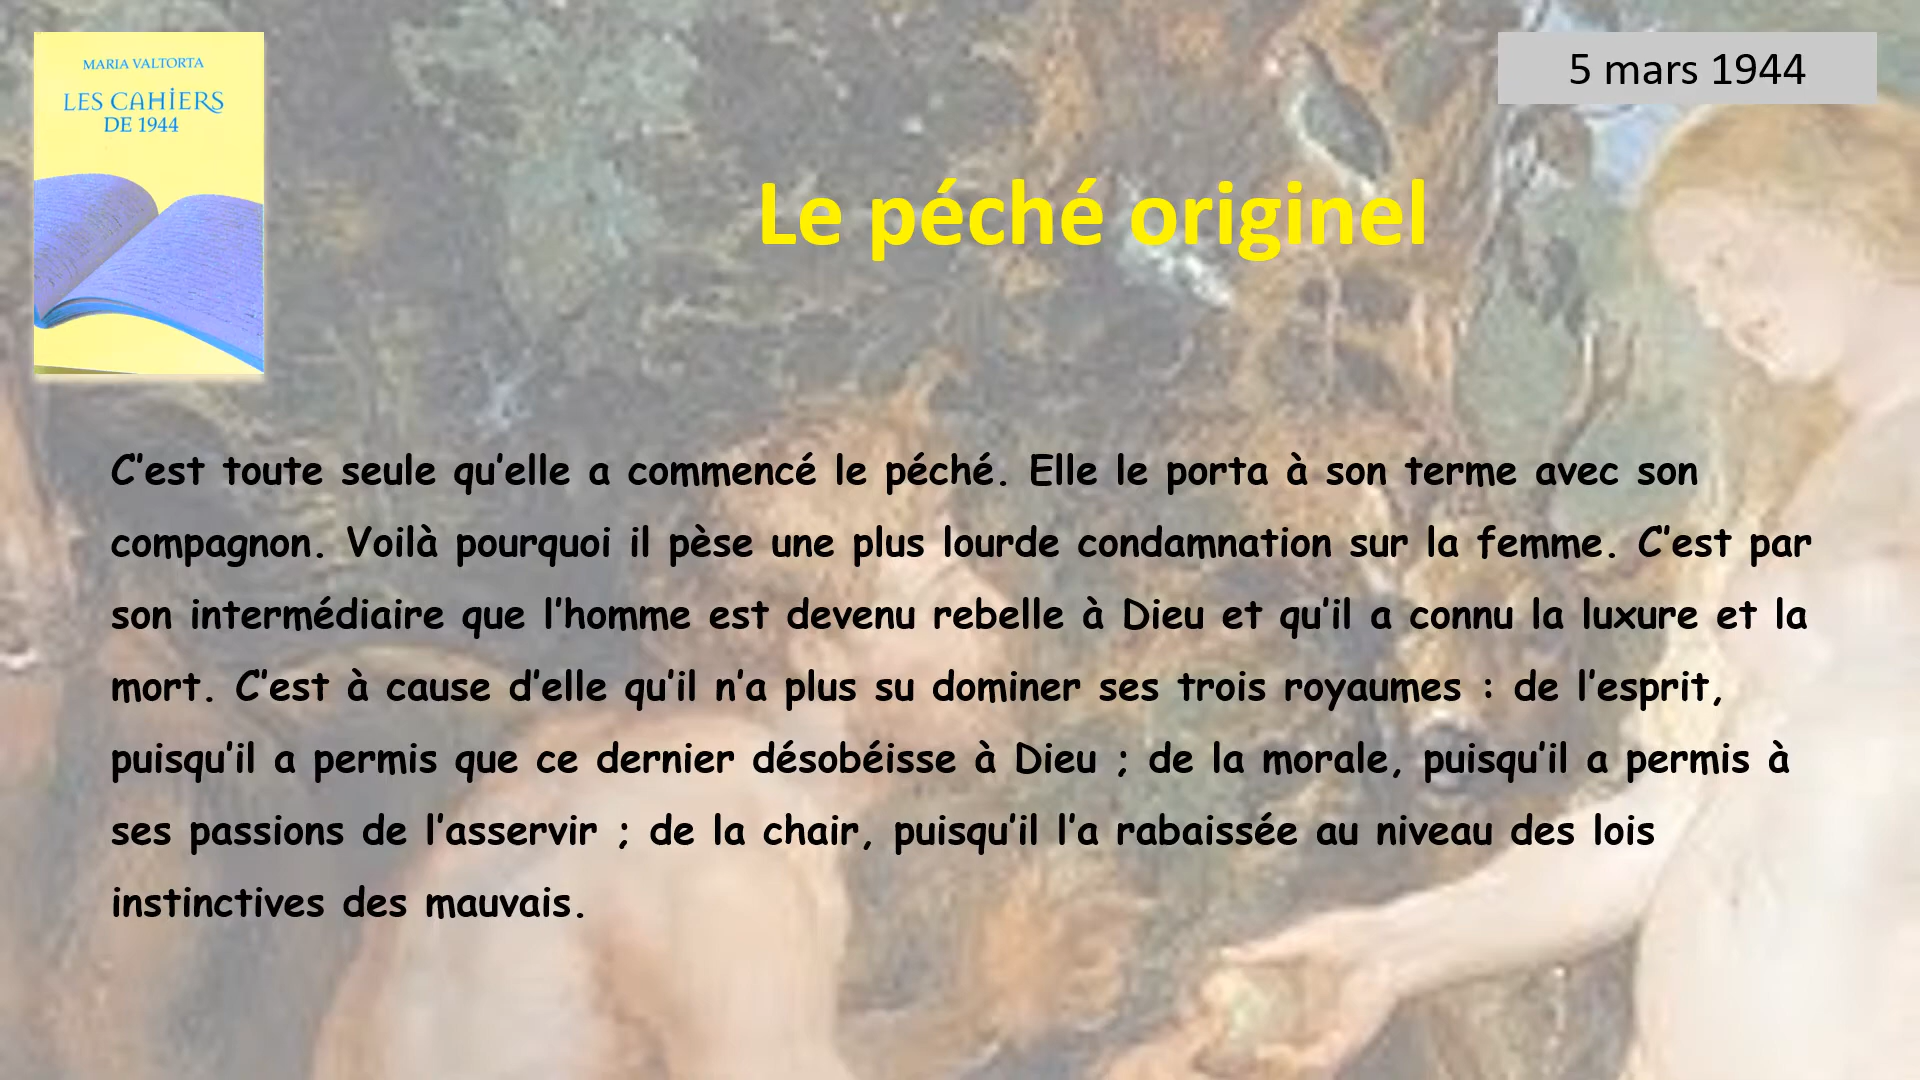 MARIA VALTORTA
LES CAHIERS
DE 1944
5 mars 1944
Le péché originel
C’est toute seule qu’elle a commencé le péché. Elle le porta à son terme avec son
compagnon. Voilà pourquoi il pèse une plus lourde condamnation sur la femme. C’est par
son intermédiaire que l’homme est devenu rebelle à Dieu et qu’il a connu la luxure et la
mort. C’est à cause d’elle qu’il n’a plus su dominer ses trois royaumes : de l’esprit,
puisqu’il a permis que ce dernier désobéisse à Dieu ; de la morale, puisqu’il a permis à
ses passions de l’asservir ; de la chair, puisqu’il l’a rabaissée au niveau des lois
instinctives des mauvais.